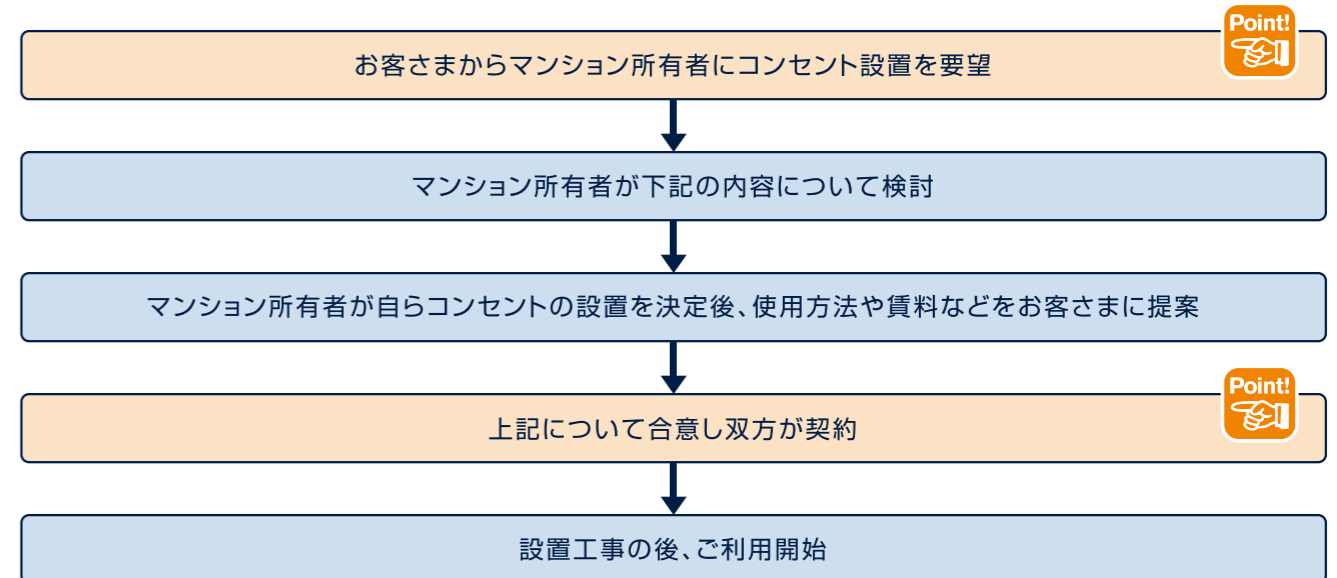 Point!
お客さまからマンション所有者にコンセント設置を要望
マンション所有者が下記の内容について検討
マンション所有者が自らコンセントの設置を決定後、使用方法や賃料などをお客さまに提案
Point!
上記について合意し双方が契約
設置工事の後、ご利用開始